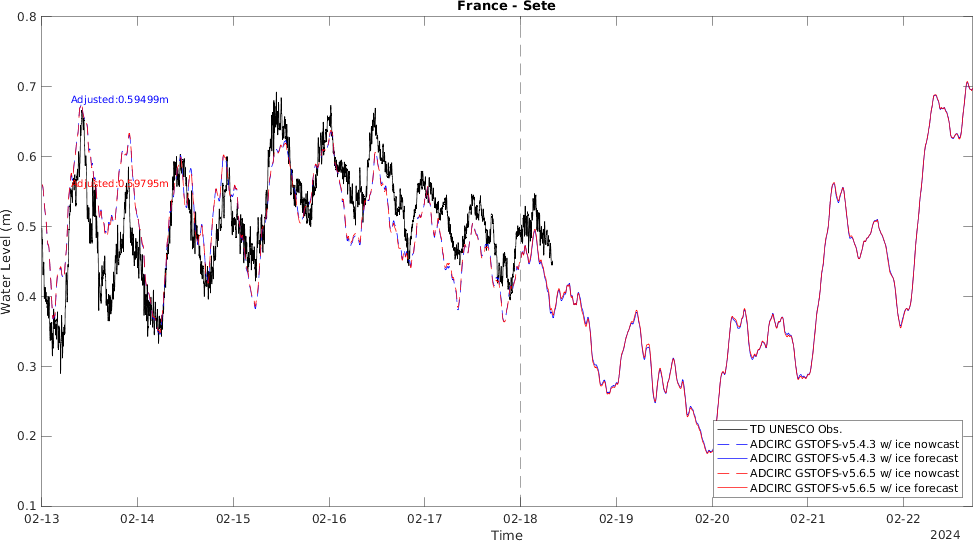 France - Sete
0.8
0.7
0.6
0.5
0.4
0.3
0.2
0.1
Water Level (m)
Adjusted:0.59499m
Adjusted:0.59795m
TD UNESCO Obs.
ADCIRC GSTOFS-v5.4.3 w/ ice nowcast
ADCIRC GSTOFS-v5.4.3 w/ ice forecast
ADCIRC GSTOFS-v5.6.5 w/ ice nowcast
ADCIRC GSTOFS-v5.6.5 w/ ice forecast
02-13 02-14 02-15 02-16 02-17 02-18 02-19 02-20 02-21 02-22
Time
2024